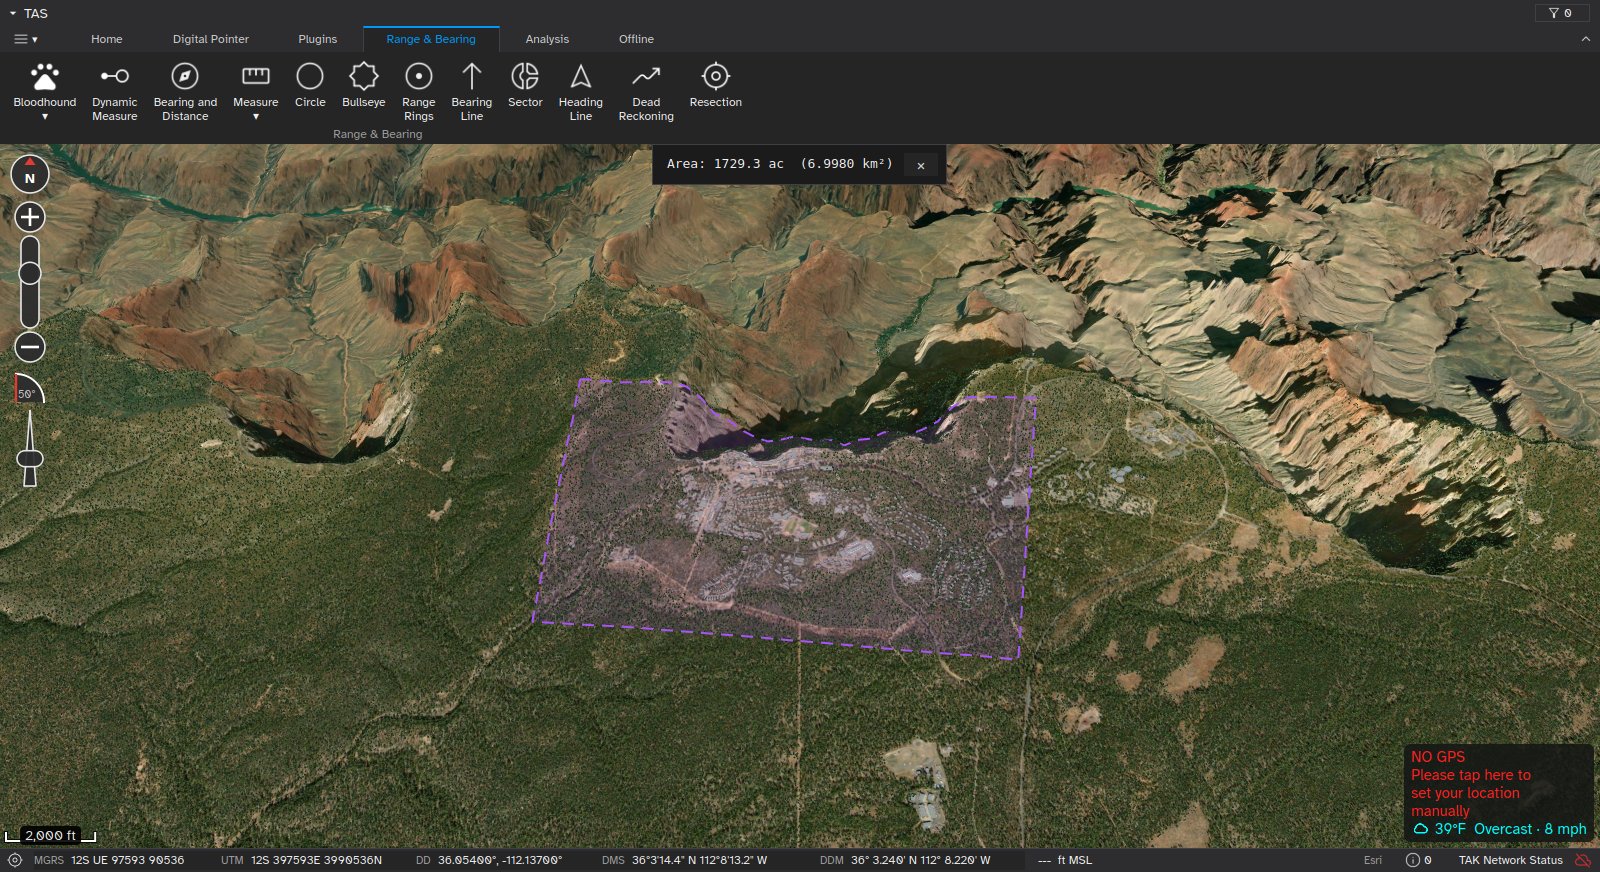 TAS
0
Home
Digital Pointer
Plugins
Range & Bearing
Analysis
Offline
Bloodhound
Dynamic
Measure
Bearing and
Distance
Measure
Circle
Bullseye
Range
Rings
Bearing
Line
Sector
Heading
Line
Dead
Reckoning
Resection
Range & Bearing
Area: 1729.3 ac (6.9980 km²)
N
50°
NO GPS
Please tap here to
set your location
manually
39°F Overcast · 8 mph
2,000 ft
MGRS 12S UE 97593 90536
UTM 12S 397593E 3990536N
DD 36.05400°, -112.13700°
DMS 36°3'14.4" N 112°8'13.2" W
DDM 36° 3.240' N 112° 8.220' W
--- ft MSL
Esri
0
TAK Network Status